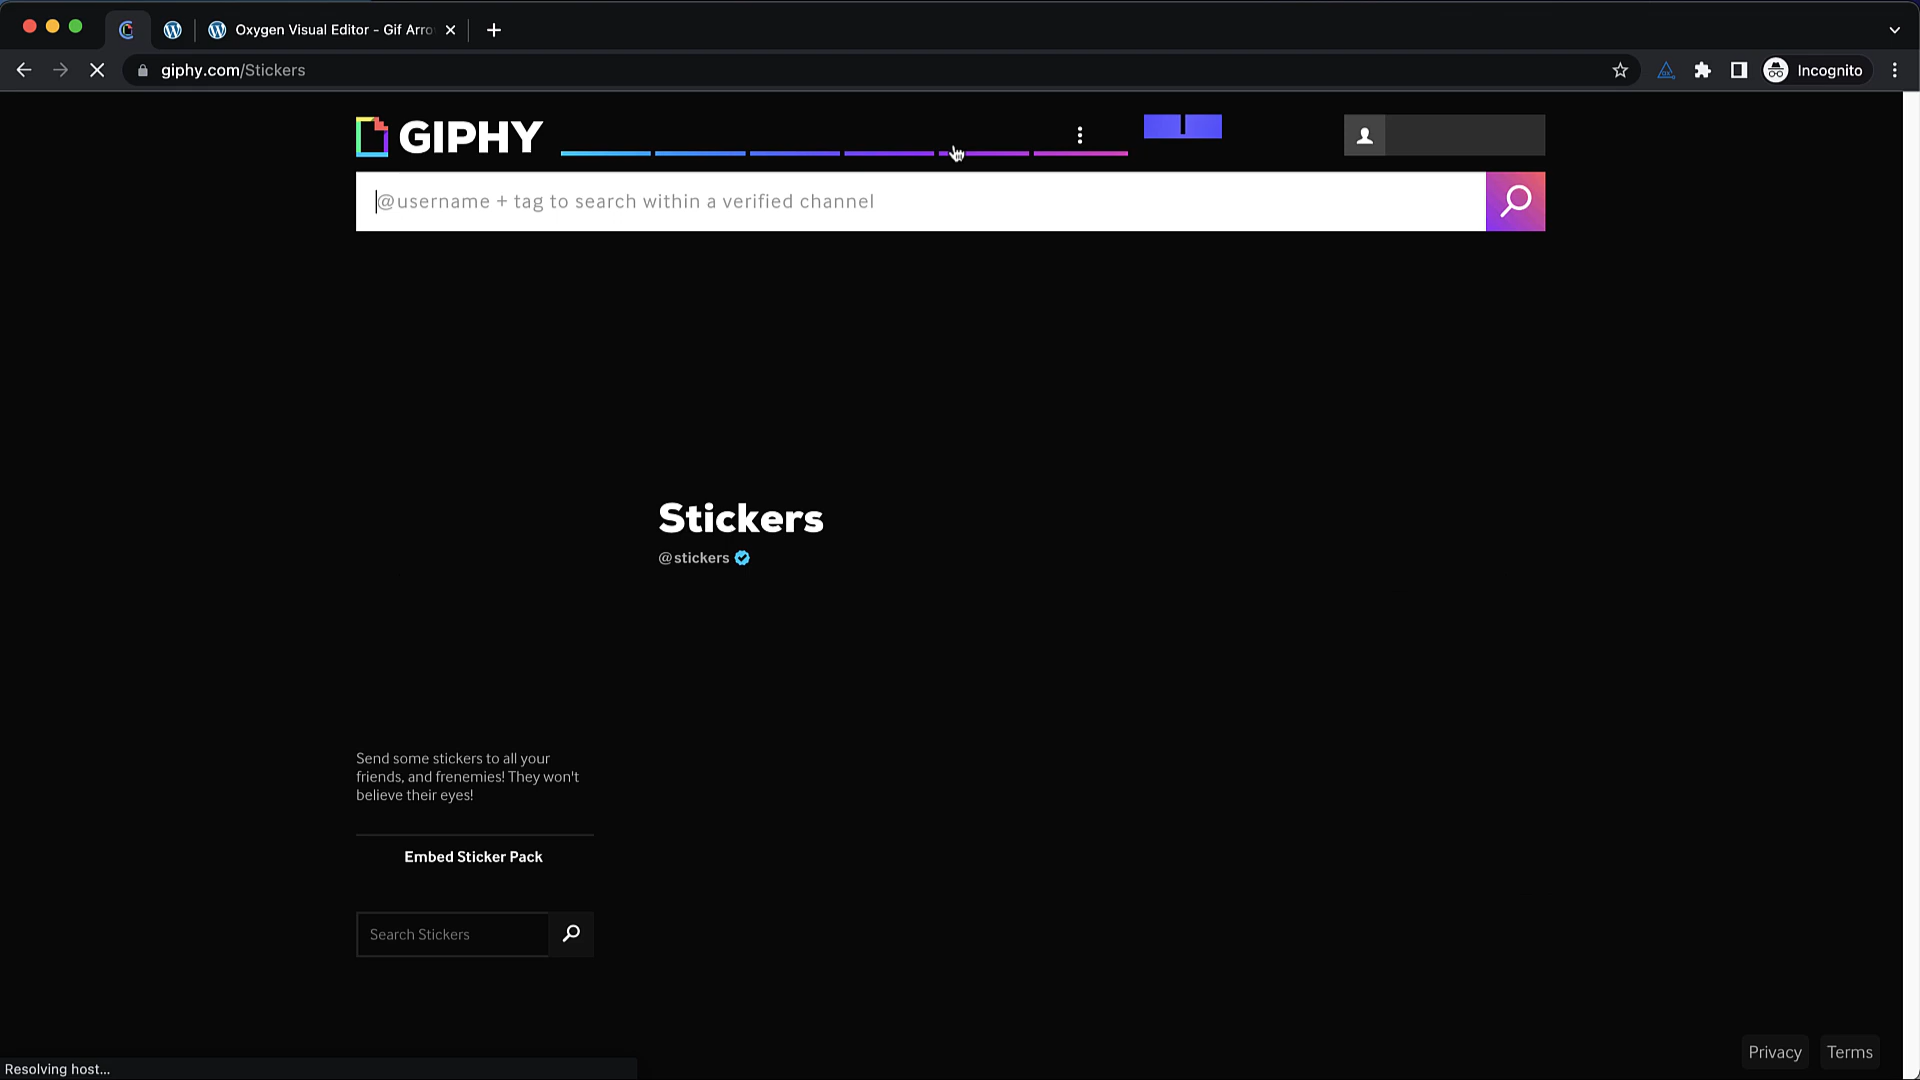 Oxygen Visual Editor - Gif Arro
giphy.com/Stickers
Incognito
GIPHY
@username + tag to search within a verified channel
Stickers
@stickers
Send some stickers to all your
friends, and frenemies! They won't
believe their eyes!
Embed Sticker Pack
Search Stickers
Privacy
Terms
Resolving host...